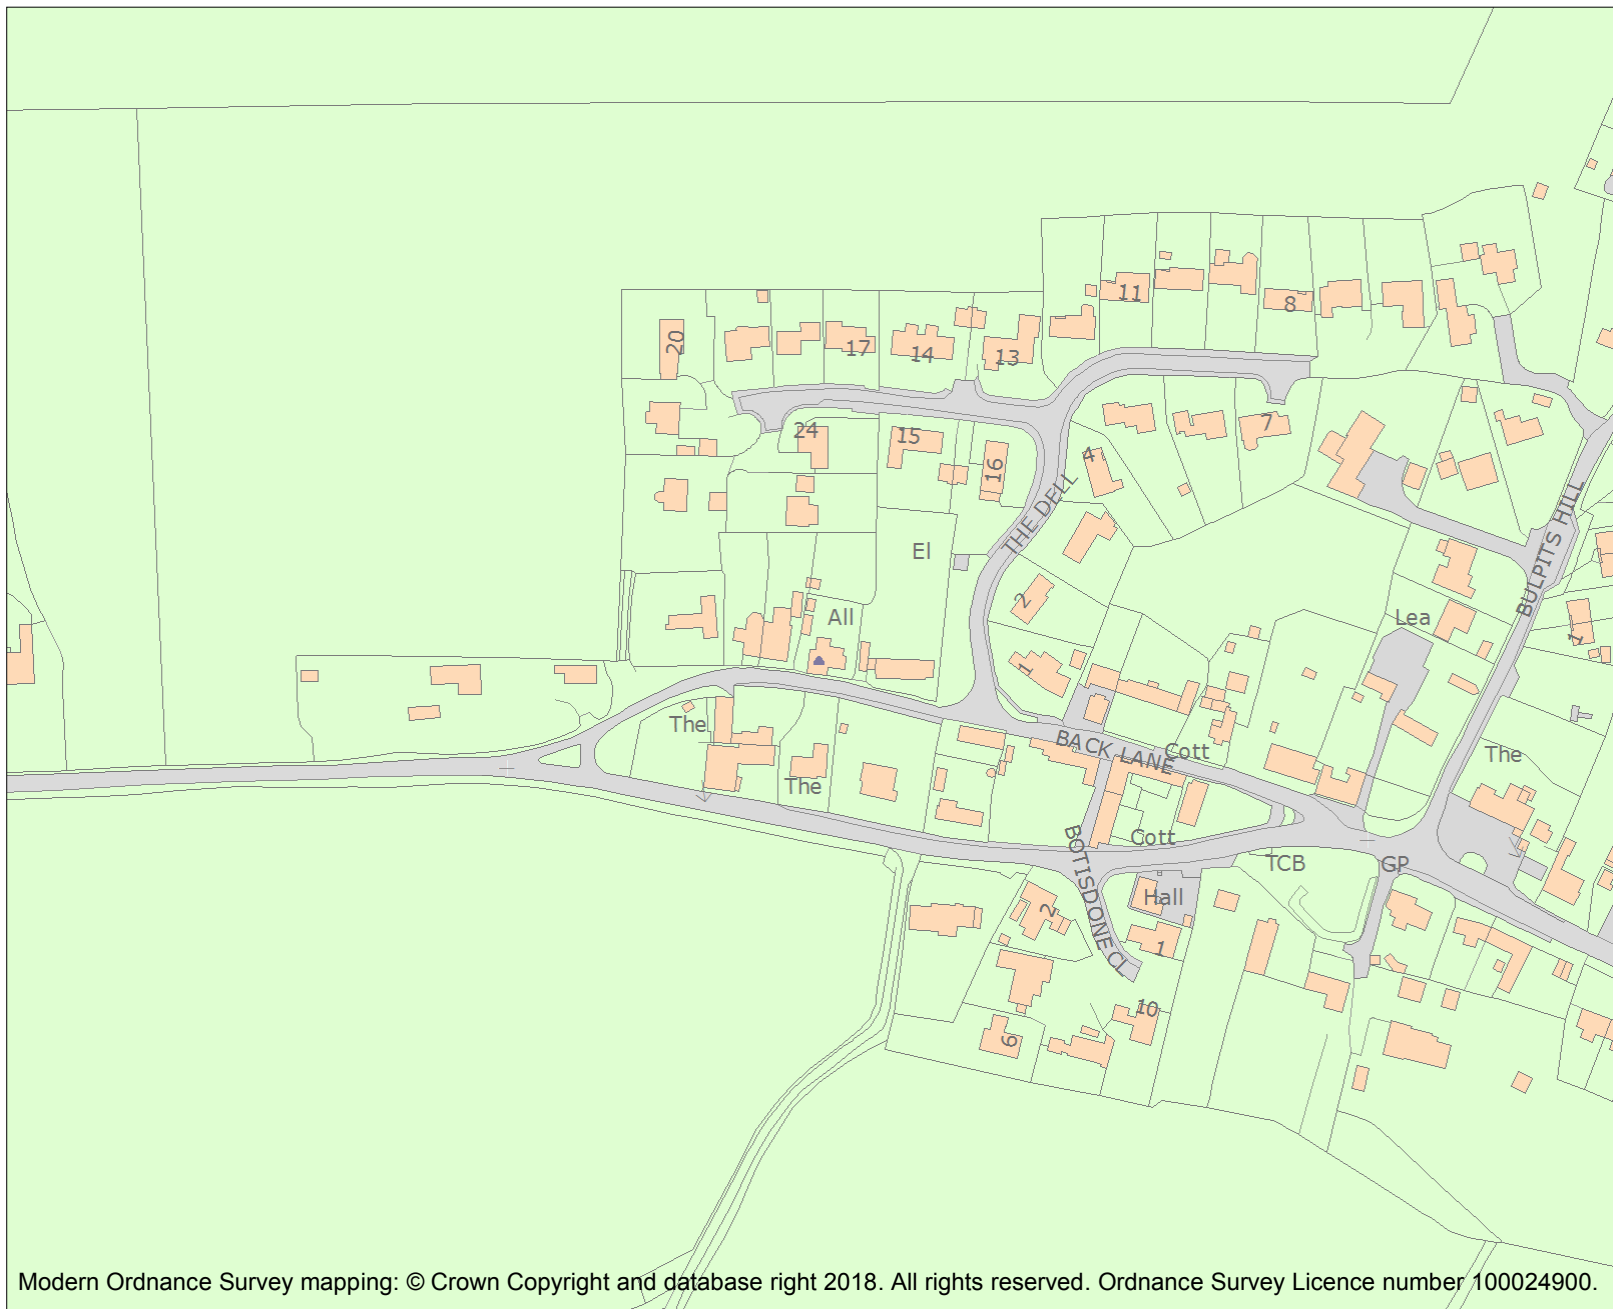 11
8
20
17
14
13
7
24
15
16
4
THE DELL
El
BULPITS HILL
2
All
Lea
1
1
The
BACK LANE
Cott
The
The
Cott
BOTISDONE CL
TCB
GP
Hall
2
1
10
6
Modern Ordnance Survey mapping: © Crown Copyright and database right 2018. All rights reserved. Ordnance Survey Licence number 100024900.